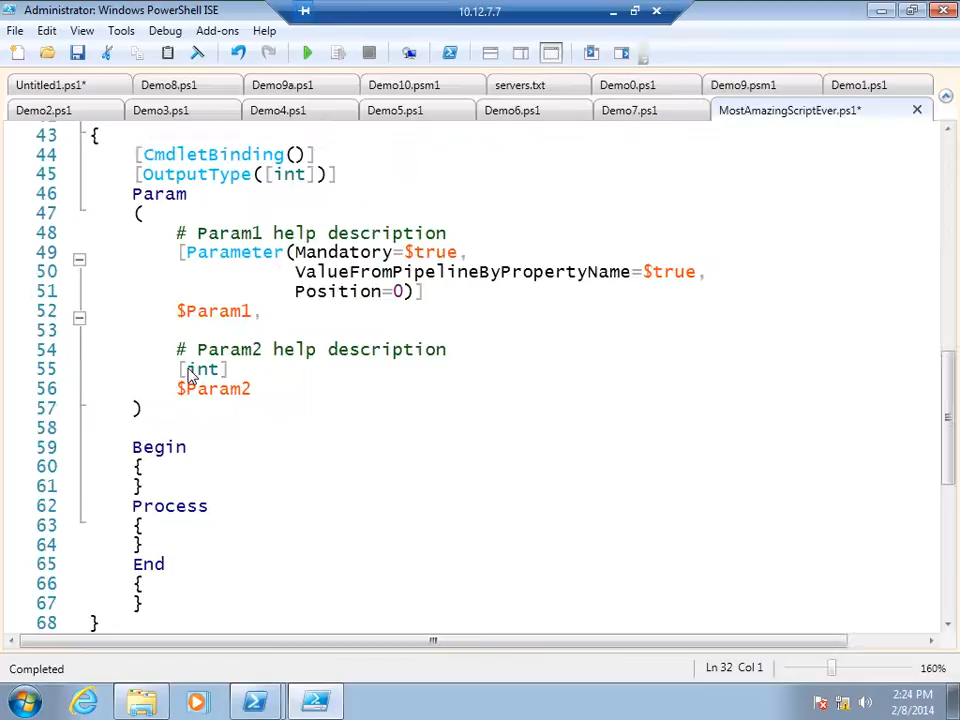 Administrator: Windows PowerShell ISE
10.12.7.7
File Edit View Tools Debug Add-ons Help
Untitled1.ps1* Demo8.ps1 Demo9a.ps1 Demo10.psm1 servers.txt Demo0.ps1 Demo9.psm1 Demo1.ps1
Demo2.ps1 Demo3.ps1 Demo4.ps1 Demo5.ps1 Demo6.ps1 Demo7.ps1 MostAmazingScriptEver.ps1*
43 {
44 [CmdletBinding()]
45 [OutputType([int])]
46 Param
47 (
48 # Param1 help description
49 [Parameter(Mandatory=$true,
50 ValueFromPipelineByPropertyName=$true,
51 Position=0)]
52 $Param1,
53
54 # Param2 help description
55 [int]
56 $Param2
57 )
58
59 Begin
60 {
61 }
62 Process
63 {
64 }
65 End
66 {
67 }
68 }
Completed Ln 32 Col 1 160%
2:24 PM
2/8/2014